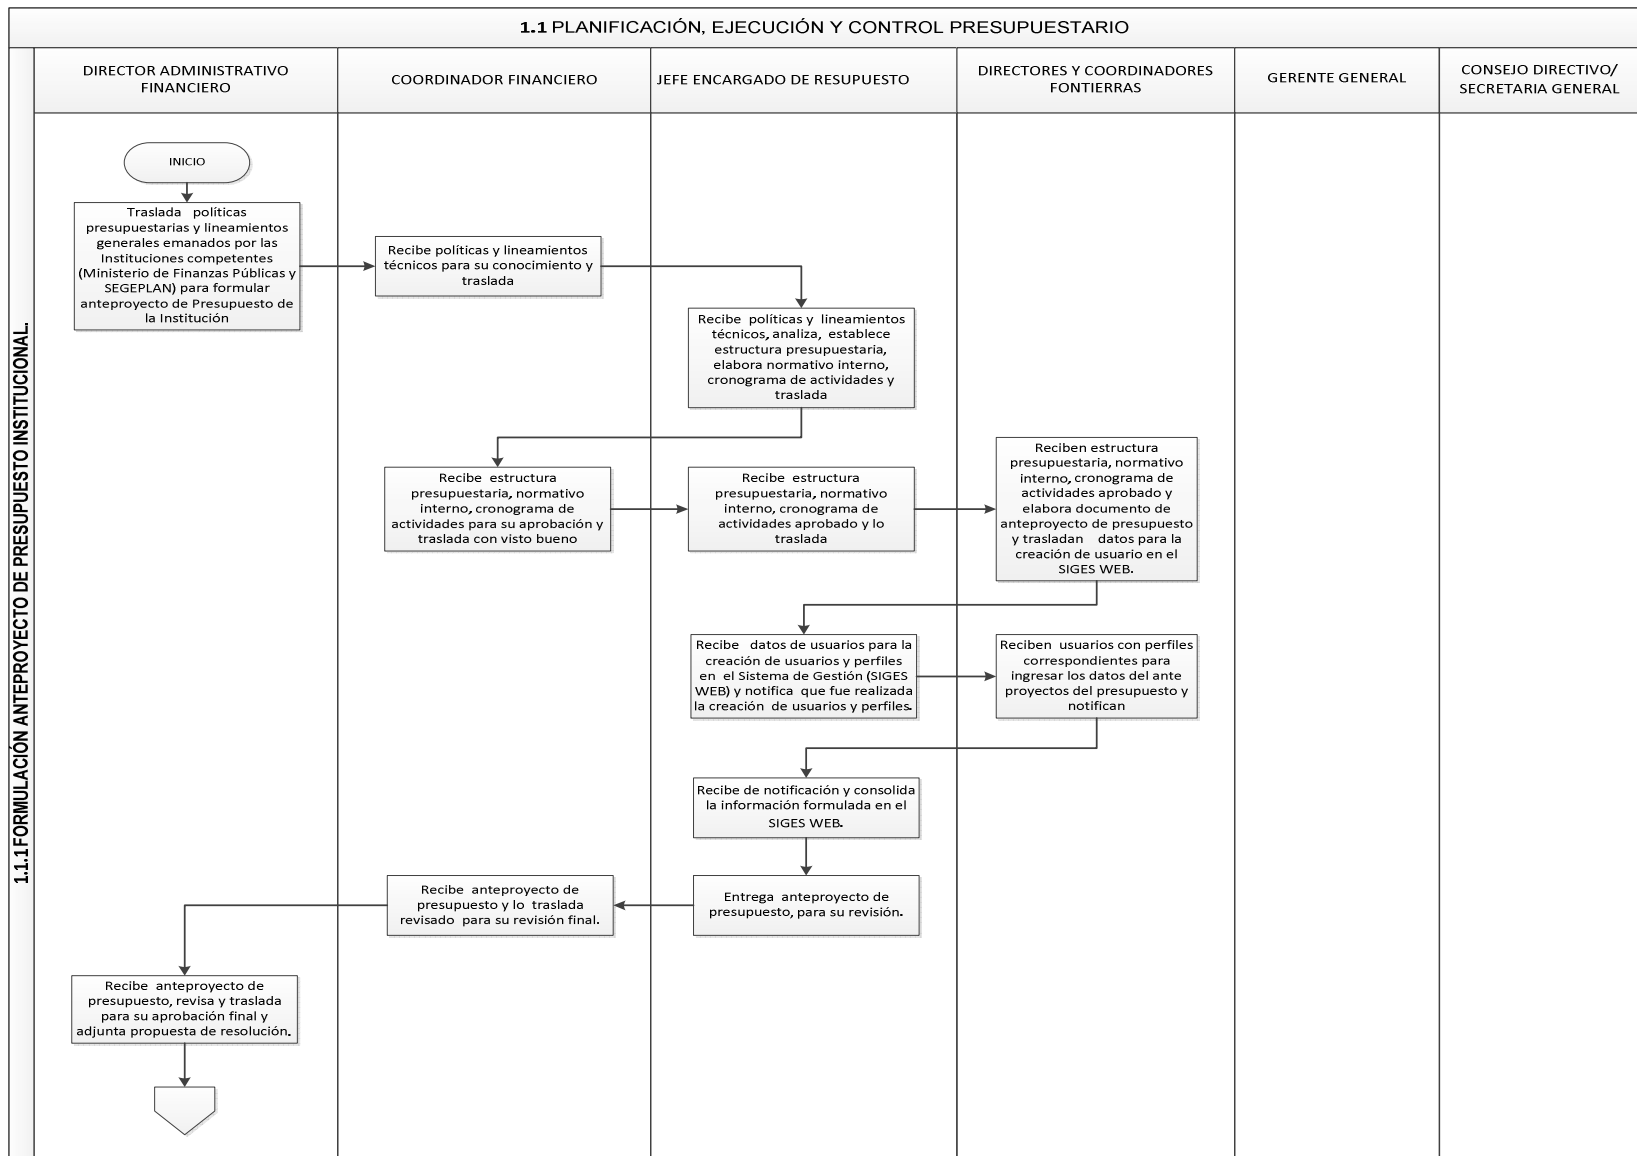 1.1 PLANIFICACIÓN, EJECUCIÓN Y CONTROL PRESUPUESTARIO
1.1.1 FORMULACIÓN ANTEPROYECTO DE PRESUPUESTO INSTITUCIONAL.
DIRECTOR ADMINISTRATIVO
FINANCIERO
COORDINADOR FINANCIERO
JEFE ENCARGADO DE RESUPUESTO
DIRECTORES Y COORDINADORES
FONTIERRAS
GERENTE GENERAL
CONSEJO DIRECTIVO/
SECRETARIA GENERAL
INICIO
Traslada políticas
presupuestarias y lineamientos
generales emanados por las
Instituciones competentes
(Ministerio de Finanzas Públicas y
SEGEPLAN) para formular
anteproyecto de Presupuesto de
la Institución
Recibe políticas y lineamientos
técnicos para su conocimiento y
traslada
Recibe políticas y lineamientos
técnicos, analiza, establece
estructura presupuestaria,
elabora normativo interno,
cronograma de actividades y
traslada
Recibe estructura
presupuestaria, normativo
interno, cronograma de
actividades para su aprobación y
traslada con visto bueno
Recibe estructura
presupuestaria, normativo
interno, cronograma de
actividades aprobado y lo
traslada
Reciben estructura
presupuestaria, normativo
interno, cronograma de
actividades aprobado y
elabora documento de
anteproyecto de presupuesto
y trasladan datos para la
creación de usuario en el
SIGES WEB.
Recibe datos de usuarios para la
creación de usuarios y perfiles
en el Sistema de Gestión (SIGES
WEB) y notifica que fue realizada
la creación de usuarios y perfiles.
Reciben usuarios con perfiles
correspondientes para
ingresar los datos del ante
proyectos del presupuesto y
notifican
Recibe de notificación y consolida
la información formulada en el
SIGES WEB.
Entrega anteproyecto de
presupuesto, para su revisión.
Recibe anteproyecto de
presupuesto y lo traslada
revisado para su revisión final.
Recibe anteproyecto de
presupuesto, revisa y traslada
para su aprobación final y
adjunta propuesta de resolución.